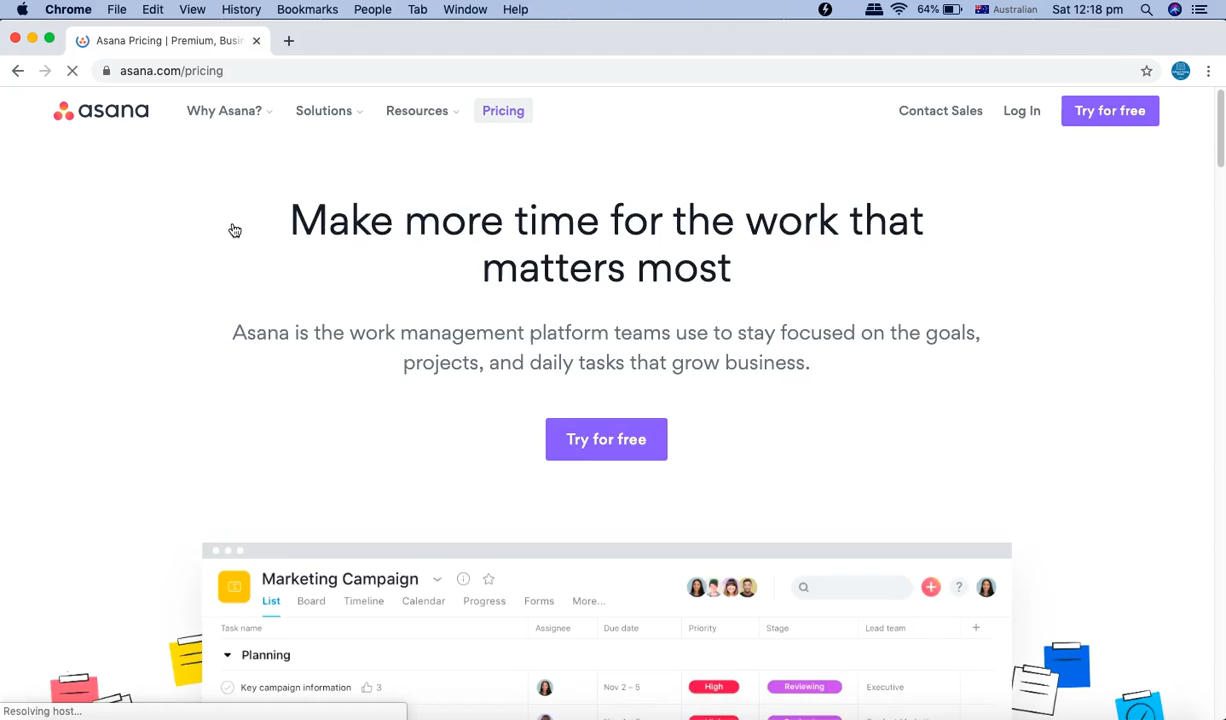 Chrome File Edit View History Bookmarks People Tab Window Help 64% Australian Sat 12:18 pm
Asana Pricing | Premium, Busin
asana.com/pricing
asana Why Asana? Solutions Resources Pricing Contact Sales Log In Try for free
Make more time for the work that
matters most
Asana is the work management platform teams use to stay focused on the goals,
projects, and daily tasks that grow business.
Try for free
Marketing Campaign
?
List Board Timeline Calendar Progress Forms More...
Task name Assignee Due date Priority Stage Lead team
Planning
Key campaign information 3 Nov 2 – 5 High Reviewing Executive
Resolving host...